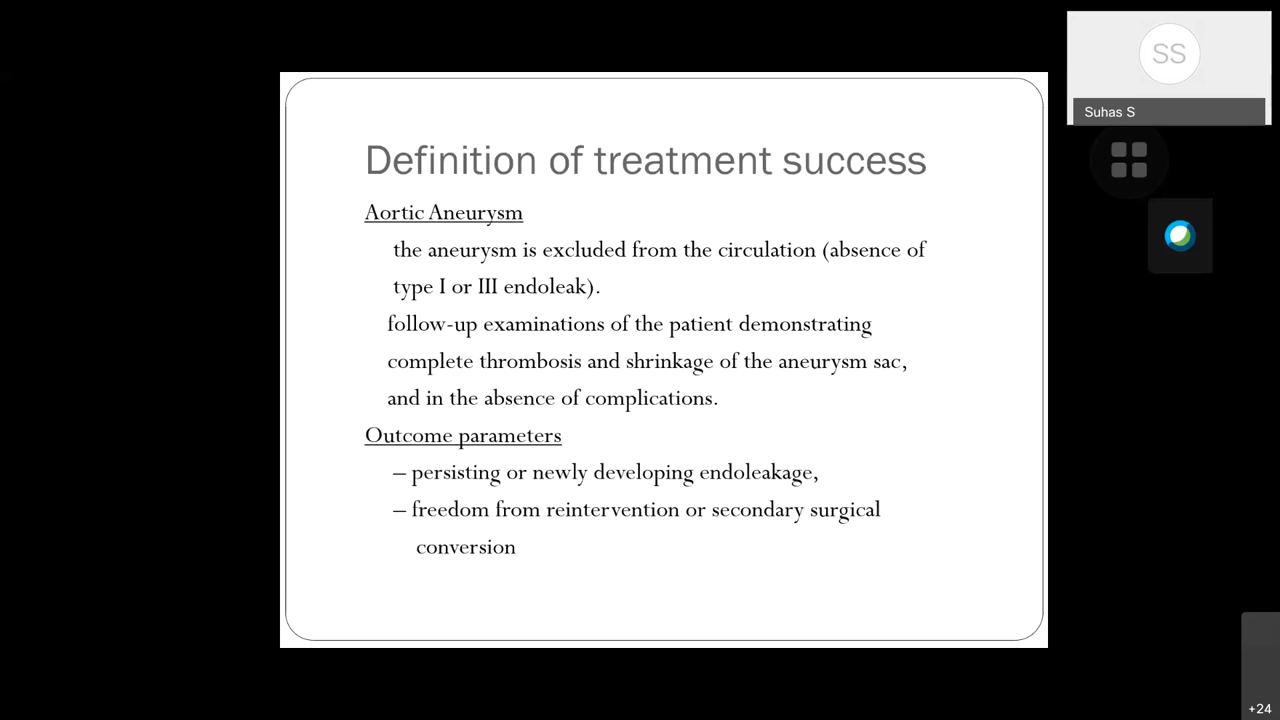 SS
Suhas S
Definition of treatment success
Aortic Aneurysm
the aneurysm is excluded from the circulation (absence of
type I or III endoleak).
follow-up examinations of the patient demonstrating
complete thrombosis and shrinkage of the aneurysm sac,
and in the absence of complications.
Outcome parameters
– persisting or newly developing endoleakage,
– freedom from reintervention or secondary surgical
conversion
+24